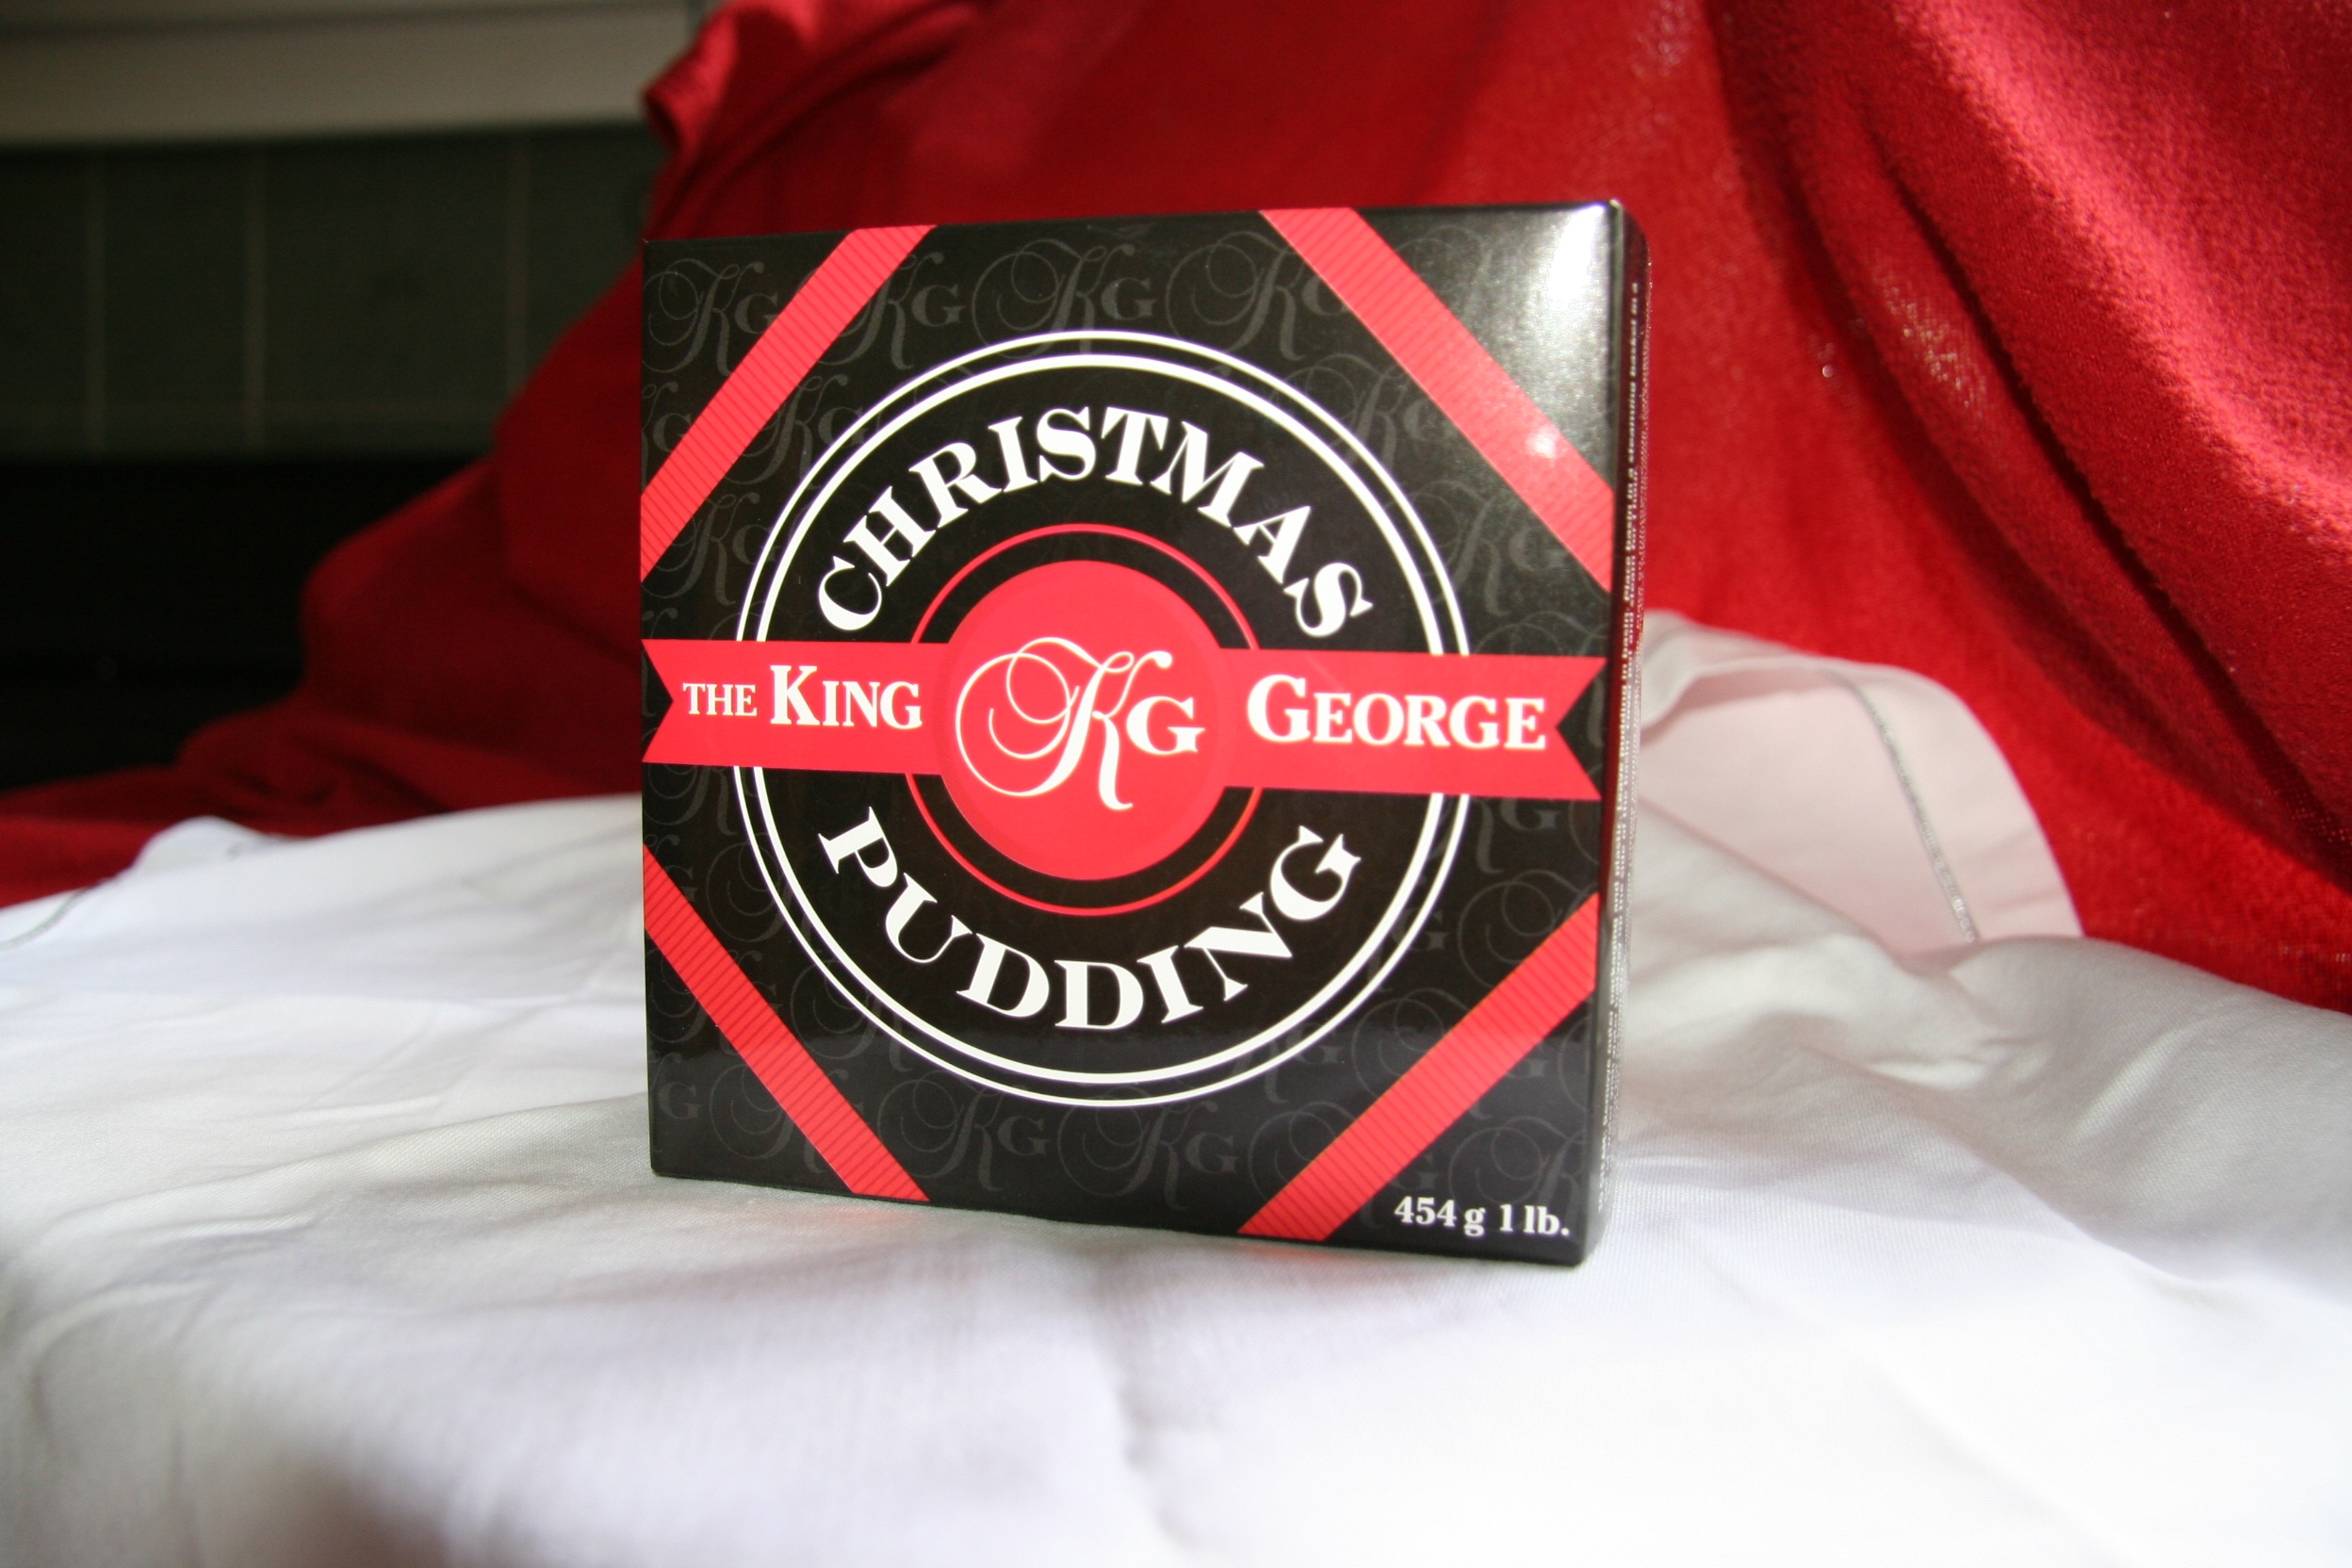 CHRISTMAS
THE KING KG GEORGE
PUDDING
454 g 1 lb.